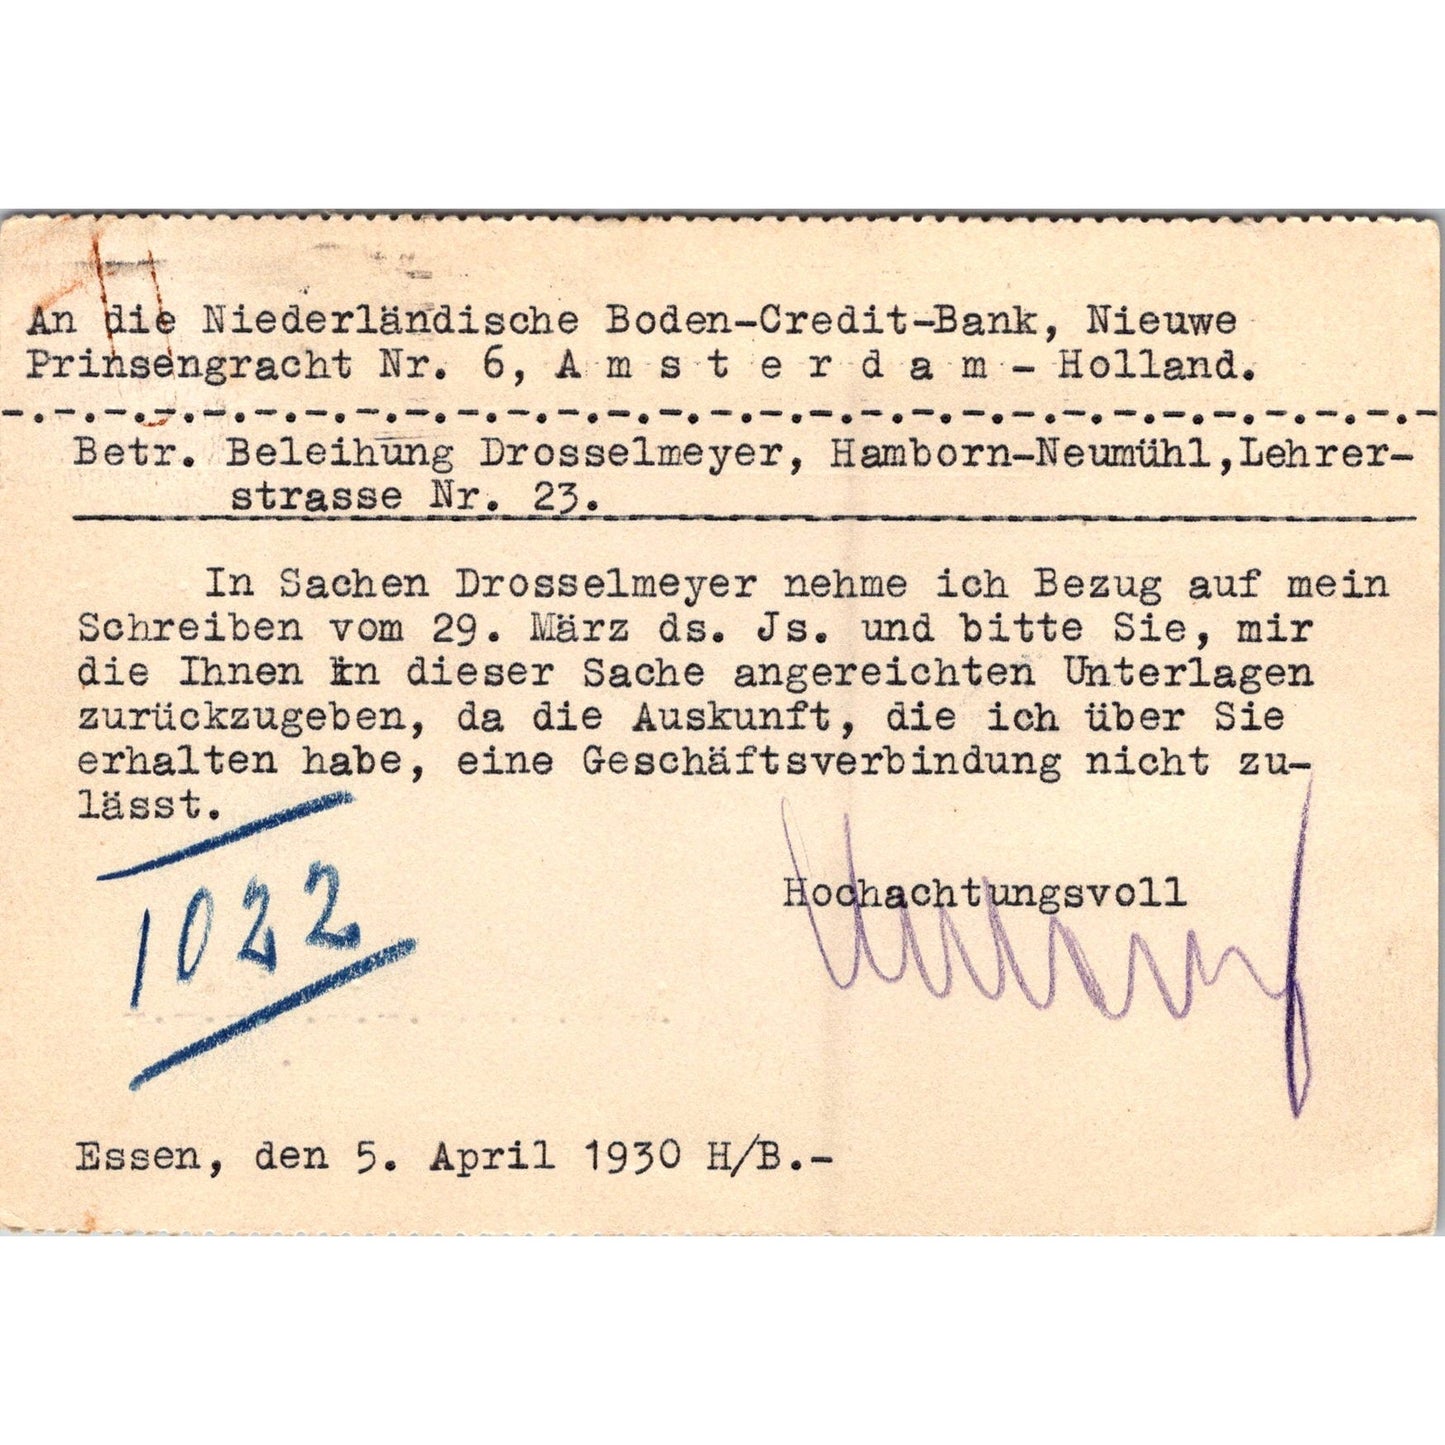 An die Niederländische Boden-Credit-Bank, Nieuwe
Prinsengracht Nr. 6, A m s t e r d a m - Holland.
-.-.-.-.-.-.-.-.-.-.-.-.-.-.-.-.-.-.-.-.-.-.-.-.-.-.-.-.-
Betr. Beleihung Drosselmeyer, Hamborn-Neumühl,Lehrer-
strasse Nr. 23.
In Sachen Drosselmeyer nehme ich Bezug auf mein
Schreiben vom 29. März ds. Js. und bitte Sie, mir
die Ihnen in dieser Sache angereichten Unterlagen
zurückzugeben, da die Auskunft, die ich über Sie
erhalten habe, eine Geschäftsverbindung nicht zu-
lässt.
1022
Hochachtungsvoll
Essen, den 5. April 1930 H/B.-